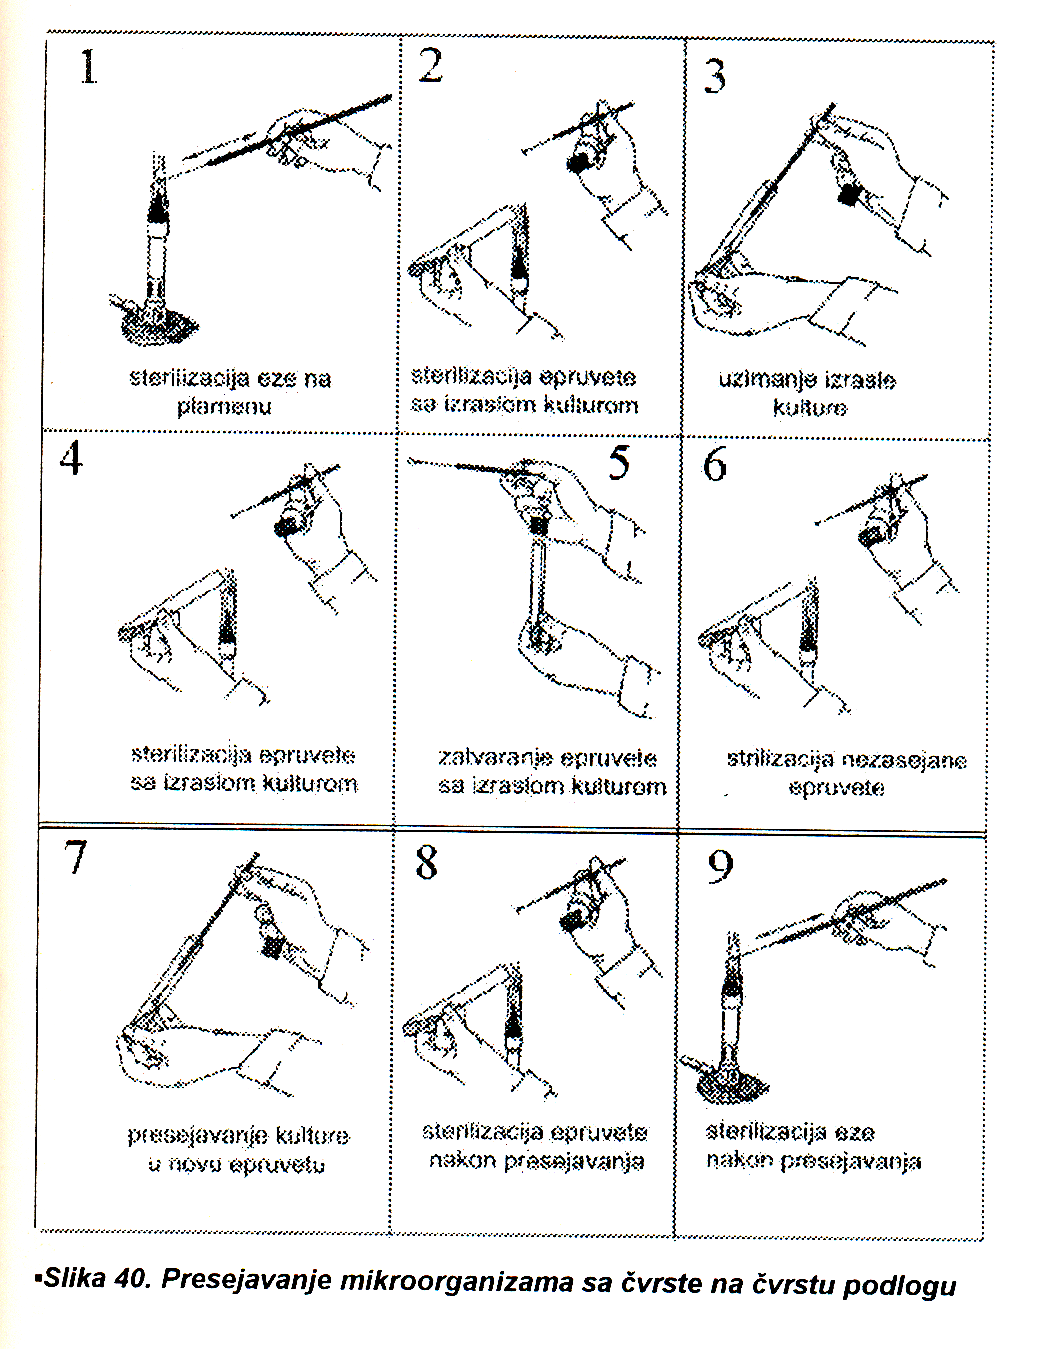 1
sterilizacija eze na
plamenu
2
sterilizacija epruvete
sa izraslom kulturom
3
uzimanje izrasle
kulture
4
sterilizacija epruvete
sa izraslom kulturom
5
zatvaranje epruvete
sa izraslom kulturom
6
strilizacija nezasejane
epruvete
7
presejavanje kulture
u novu epruvetu
8
sterilizacija epruvete
nakon presejavanja
9
sterilizacija eze
nakon presejavanja
▪Slika 40. Presejavanje mikroorganizama sa čvrste na čvrstu podlogu